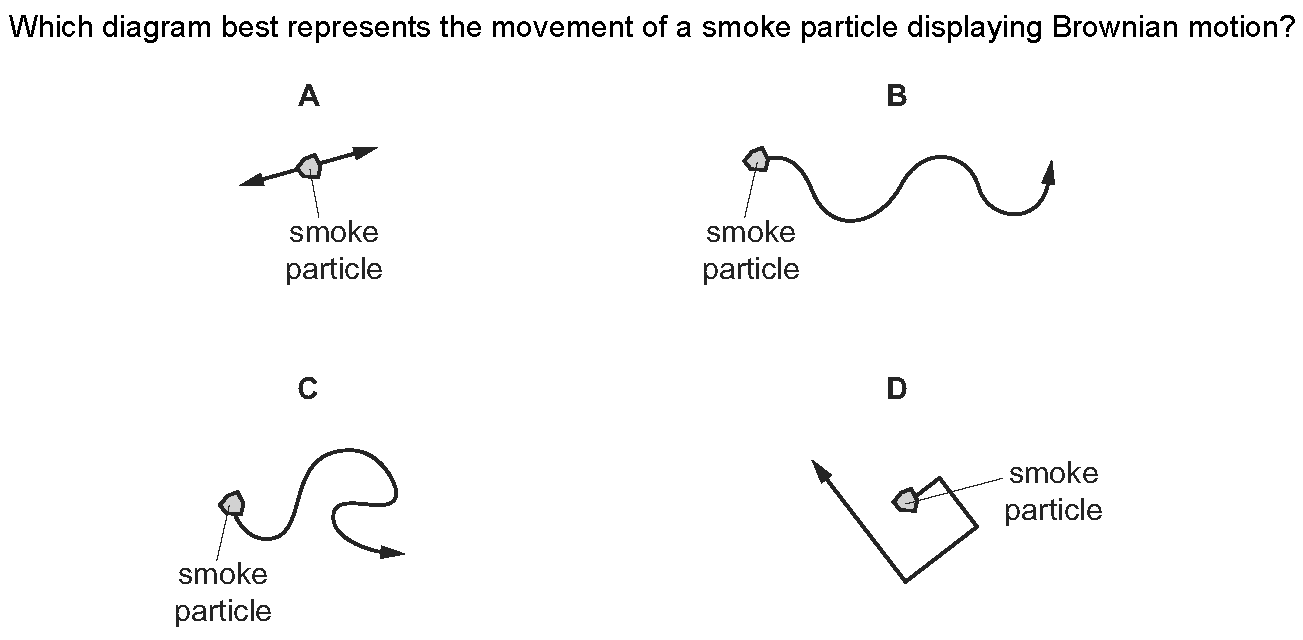 Which diagram best represents the movement of a smoke particle displaying Brownian motion?
A
B
smoke
particle
smoke
particle
C
D
smoke
particle
smoke
particle